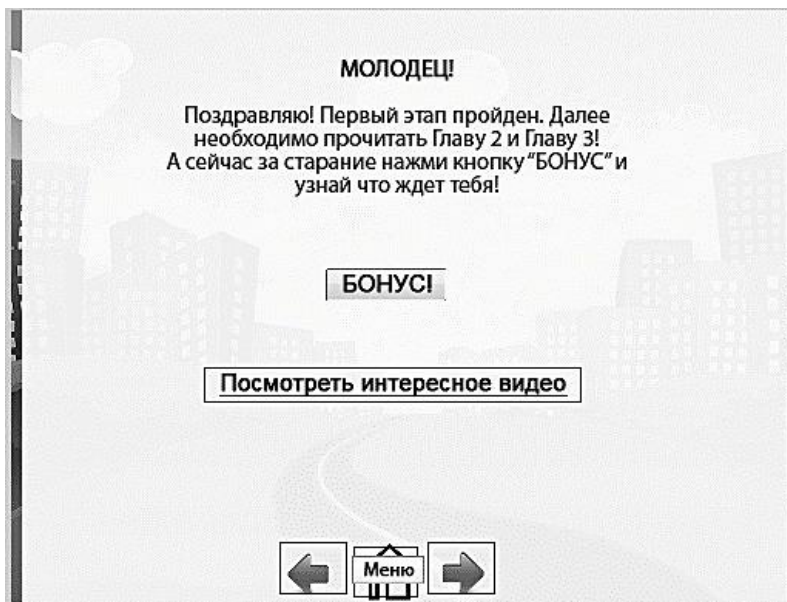 МОЛОДЕЦ!
Поздравляю! Первый этап пройден. Далее
необходимо прочитать Главу 2 и Главу 3!
А сейчас за старание нажми кнопку "БОНУС" и
узнай что ждет тебя!
БОНУС!
Посмотреть интересное видео
Меню